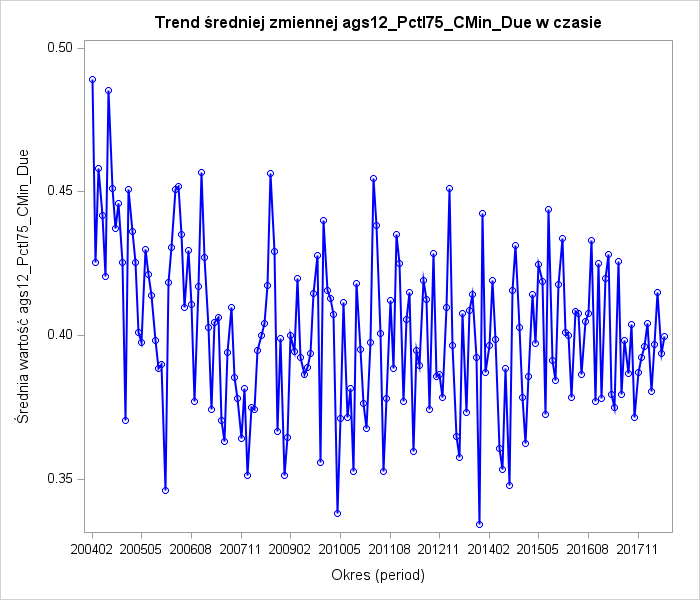 Trend średniej zmiennej ags12_Pctl75_CMin_Due w czasie
Średnia wartość ags12_Pctl75_CMin_Due
0.50
0.45
0.40
0.35
200402 200505 200608 200711 200902 201005 201108 201211 201402 201505 201608 201711
Okres (period)